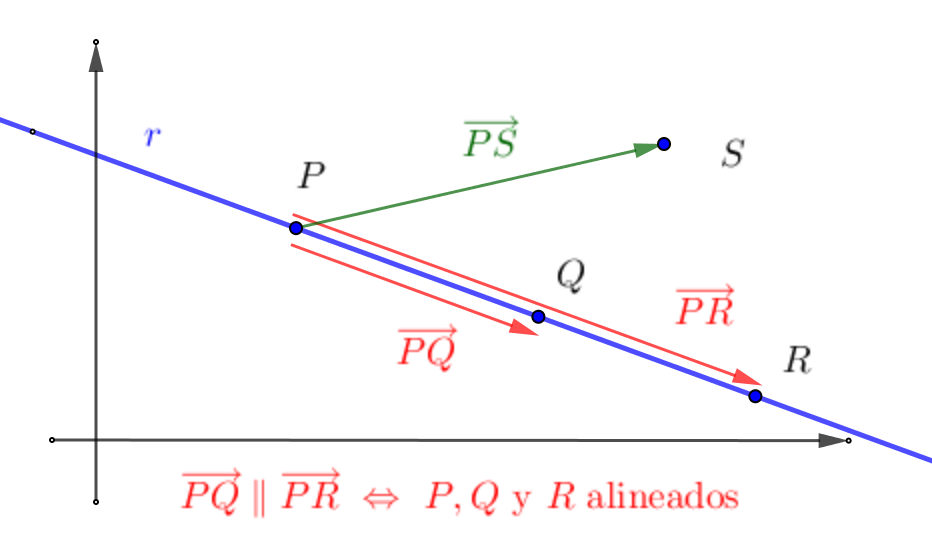 r
P
$\overrightarrow{PS}$
S
Q
$\overrightarrow{PR}$
$\overrightarrow{PQ}$
R
$\overrightarrow{PQ} \parallel \overrightarrow{PR} \Leftrightarrow P, Q$ y $R$ alineados